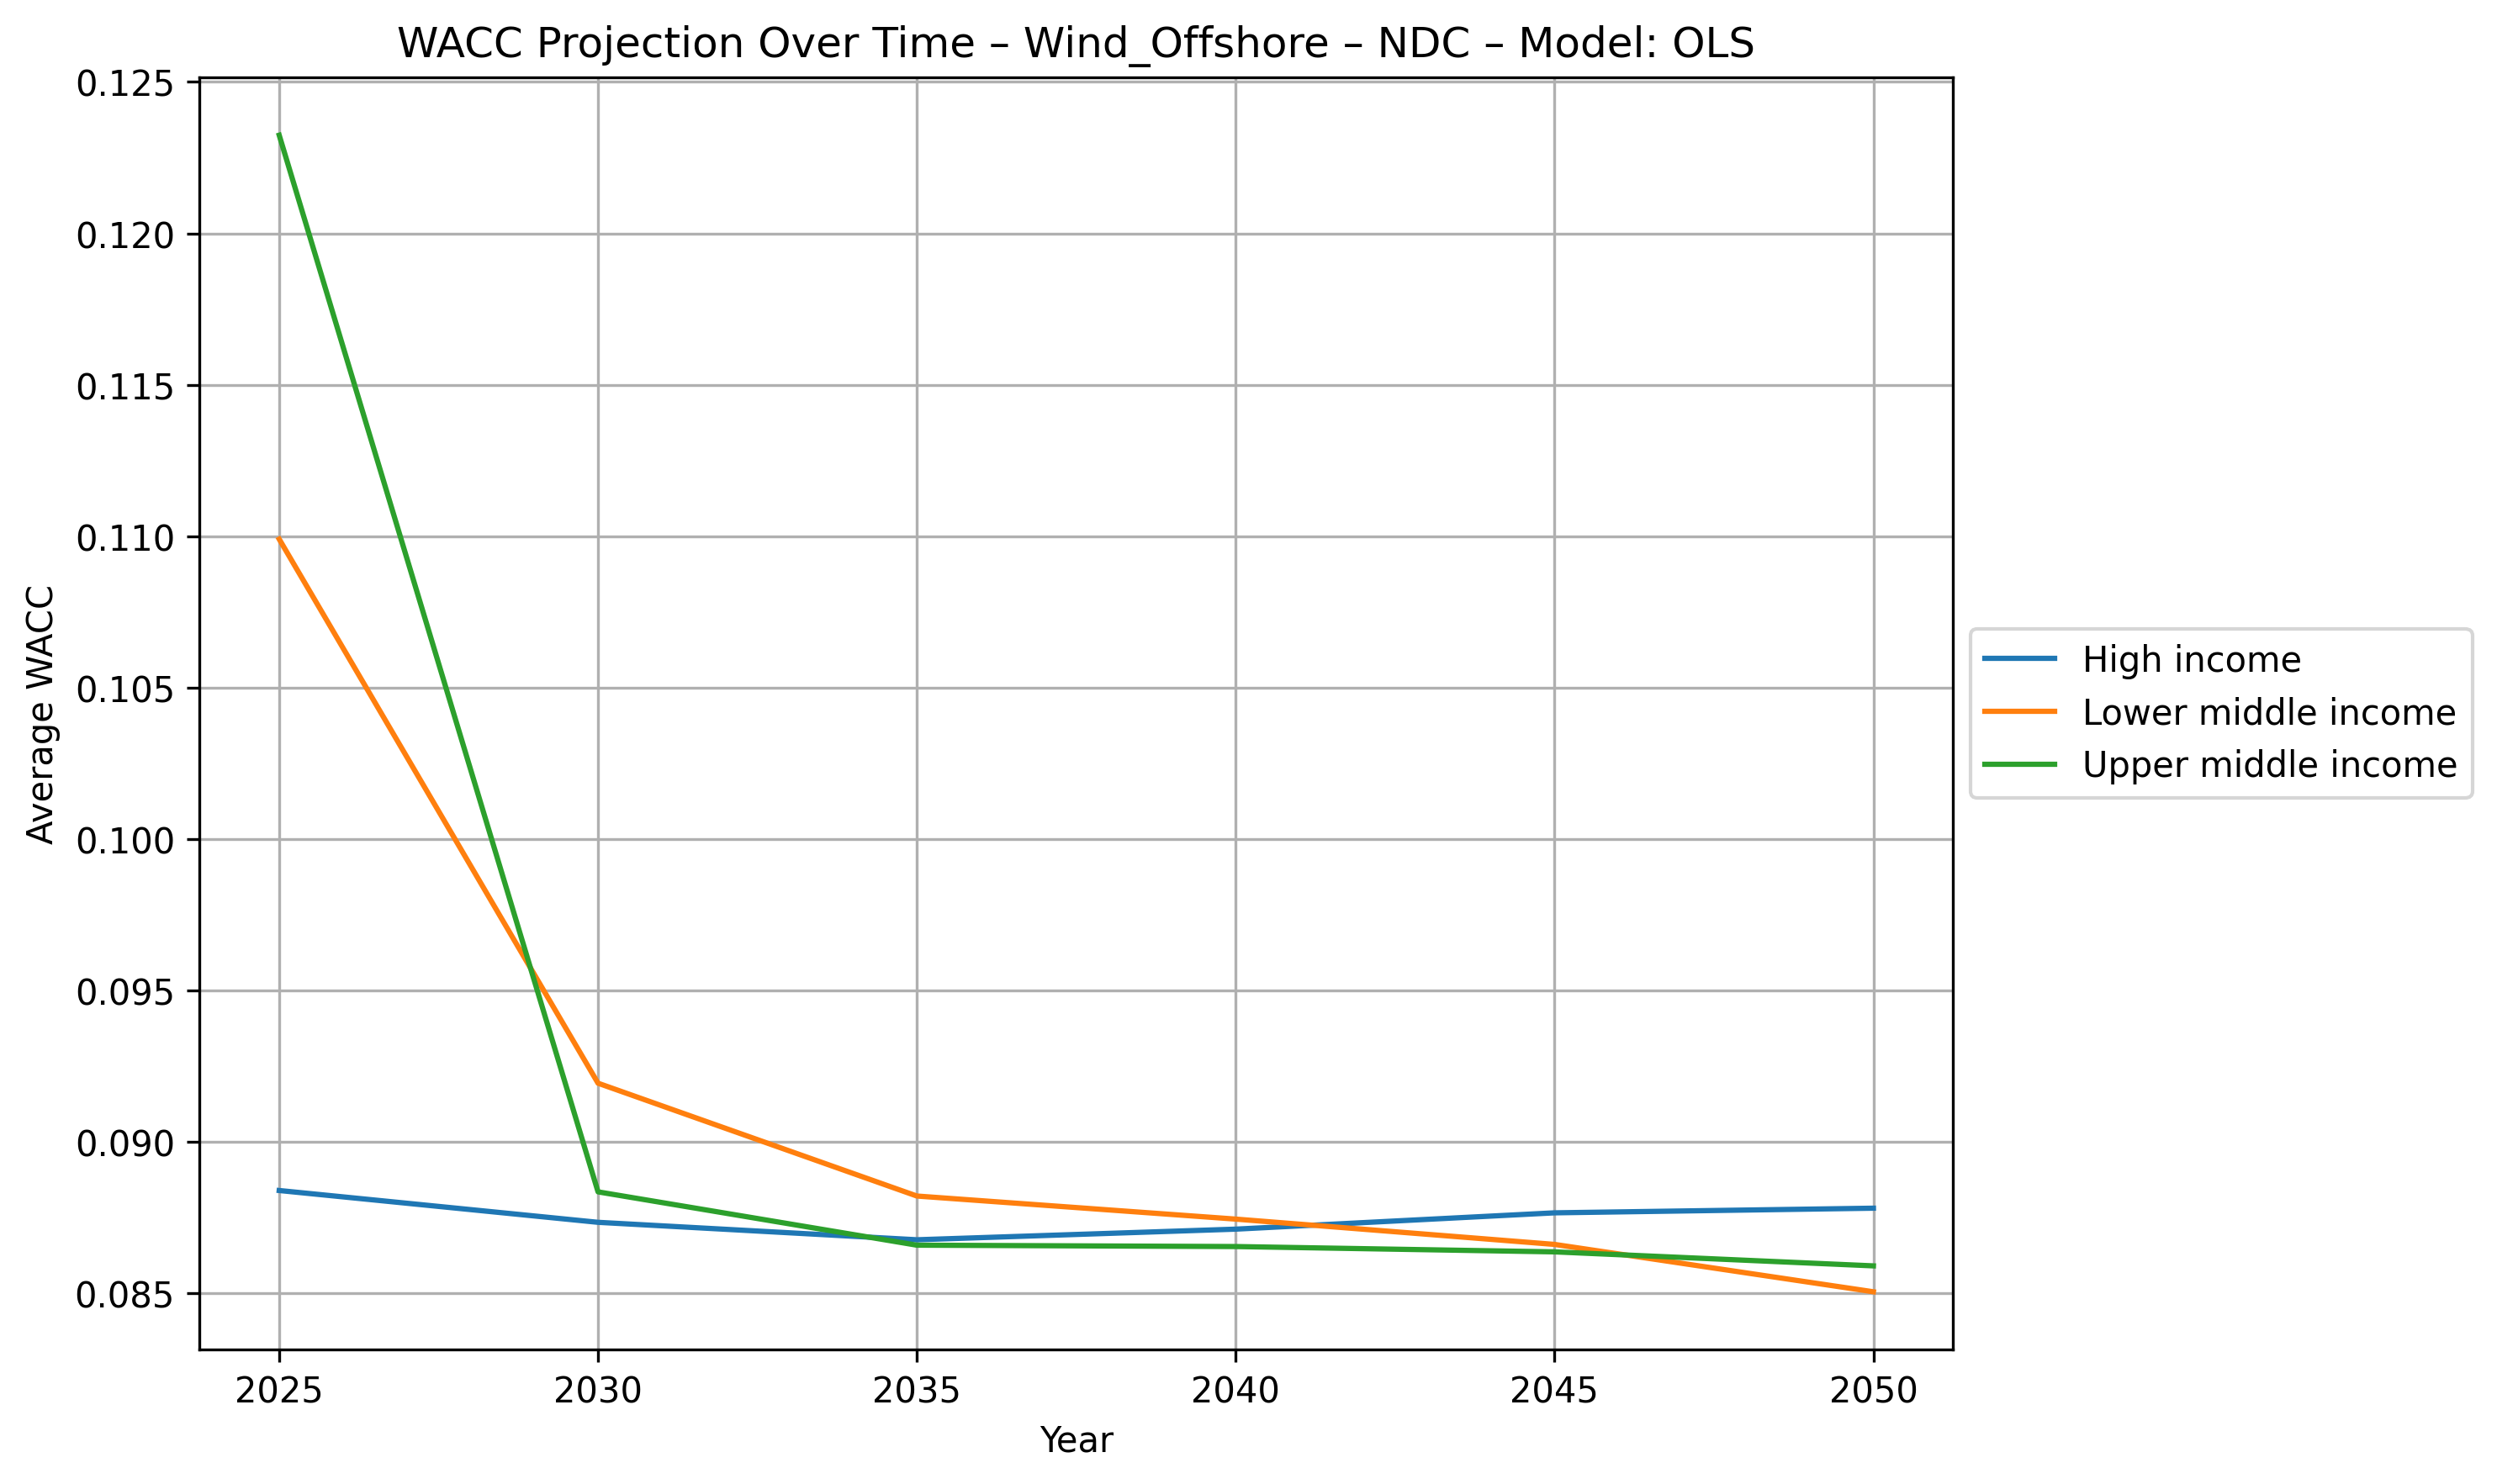 WACC Projection Over Time – Wind_Offshore – NDC – Model: OLS
0.125
0.120
0.115
0.110
0.105
0.100
0.095
0.090
0.085
Average WACC
2025 2030 2035 2040 2045 2050
Year
High income
Lower middle income
Upper middle income